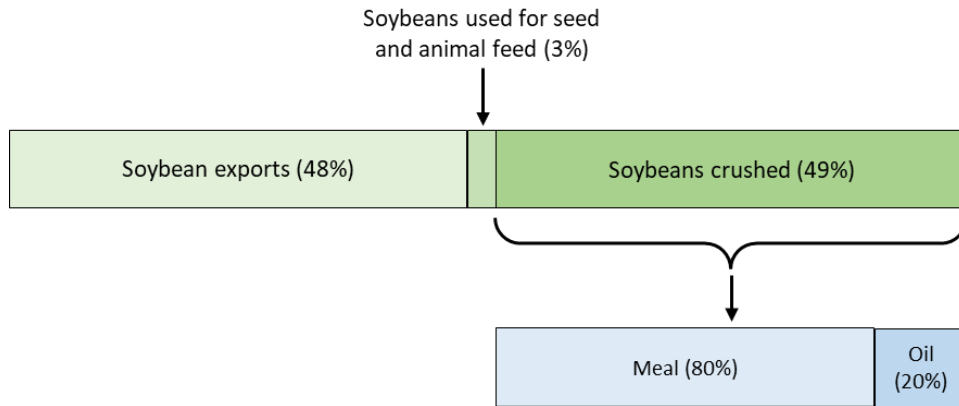 Soybeans used for seed
and animal feed (3%)
Soybean exports (48%)
Soybeans crushed (49%)
Meal (80%)
Oil
(20%)